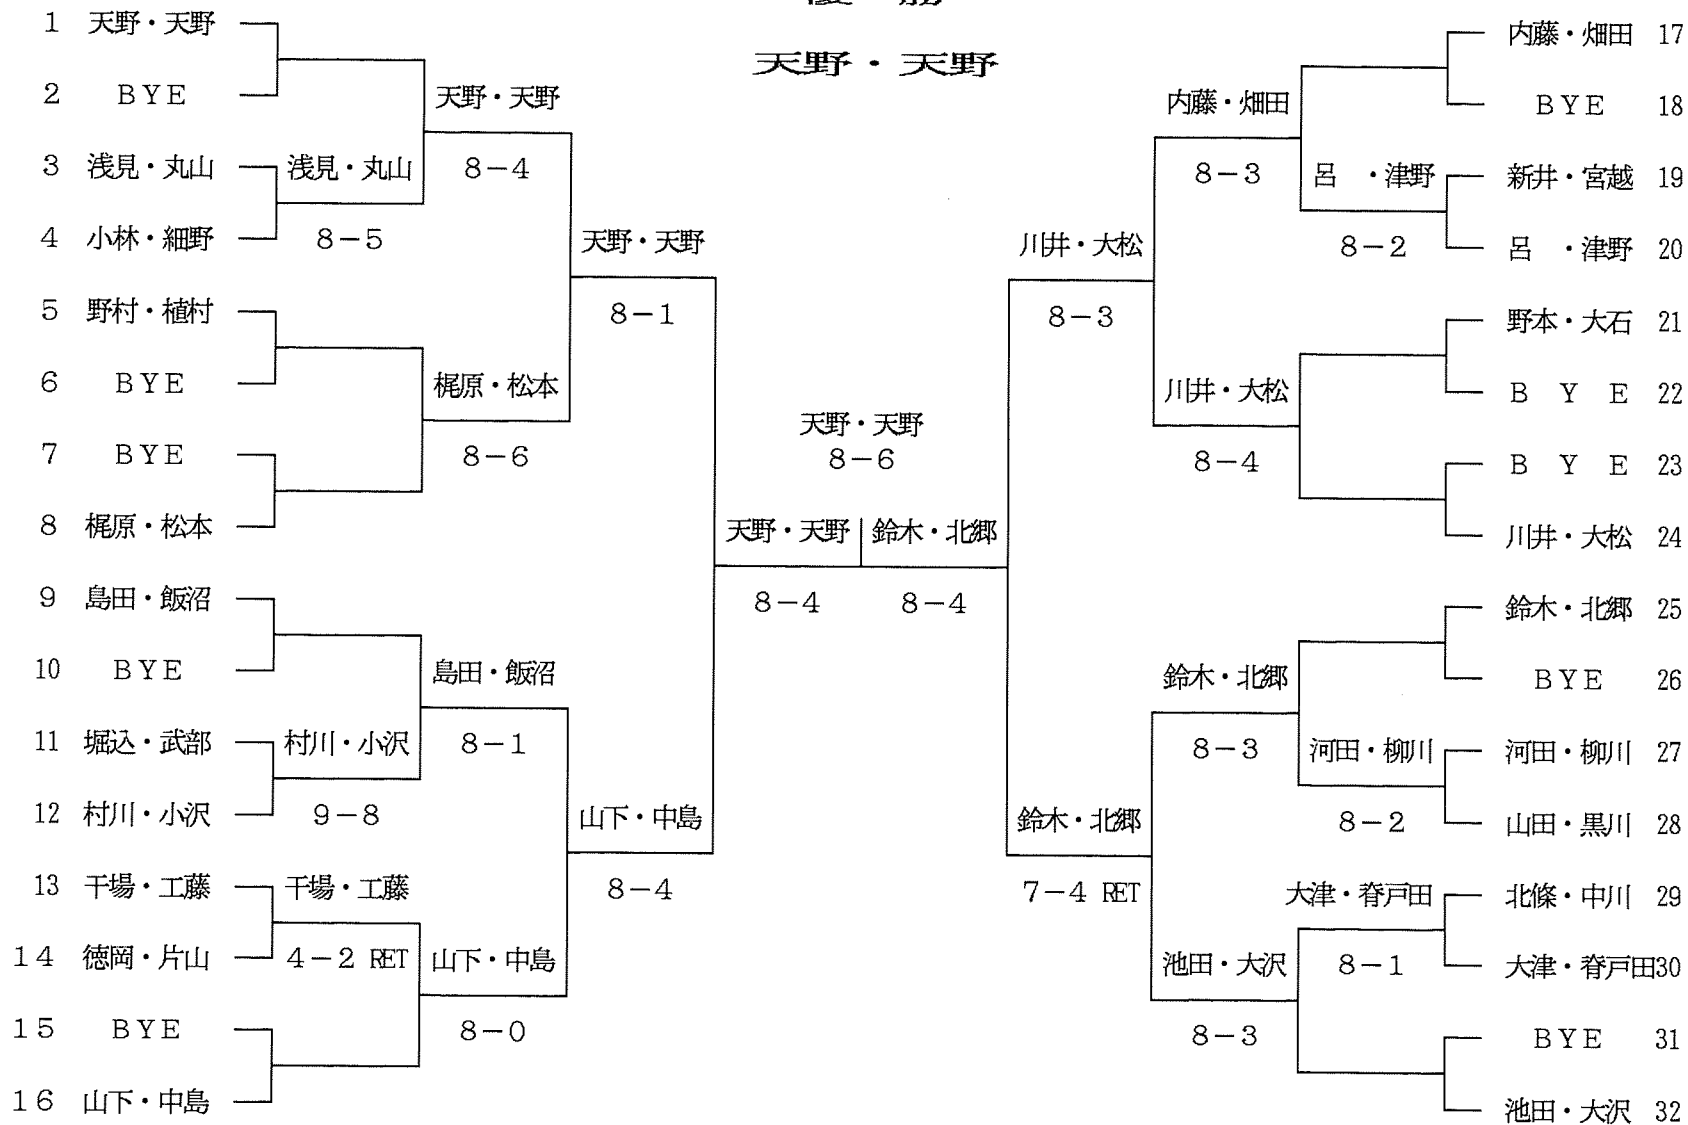 優 勝
天野・天野
1 天野・天野
2 BYE
天野・天野
3 浅見・丸山
浅見・丸山
8-4
4 小林・細野
8-5
天野・天野
5 野村・植村
8-1
6 BYE
梶原・松本
7 BYE
8-6
8 梶原・松本
天野・天野
9 島田・飯沼
8-4
10 BYE
島田・飯沼
11 堀込・武部
村川・小沢
8-1
12 村川・小沢
9-8
山下・中島
13 干場・工藤
干場・工藤
8-4
14 徳岡・片山
4-2 RET
山下・中島
15 BYE
8-0
16 山下・中島
天野・天野
8-6
内藤・畑田 17
内藤・畑田
BYE 18
8-3
呂 ・津野
新井・宮越 19
川井・大松
8-2
呂 ・津野 20
8-3
野本・大石 21
川井・大松
B Y E 22
8-4
B Y E 23
鈴木・北郷
川井・大松 24
8-4
鈴木・北郷 25
鈴木・北郷
BYE 26
8-3
河田・柳川
河田・柳川 27
鈴木・北郷
8-2
山田・黒川 28
7-4 RET
大津・脊戸田
北條・中川 29
池田・大沢
8-1
大津・脊戸田 30
8-3
BYE 31
池田・大沢 32